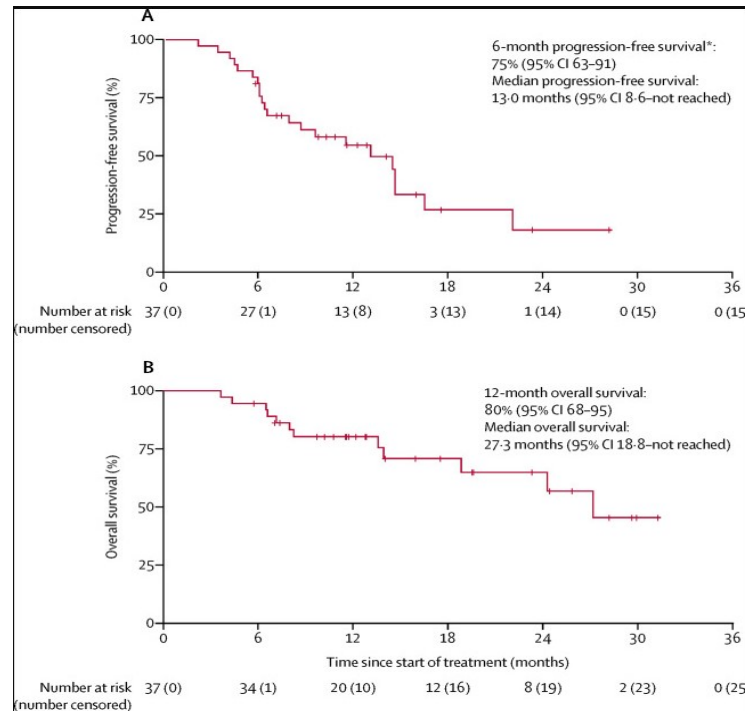 A
6-month progression-free survival*:
75% (95% CI 63–91)
Median progression-free survival:
13·0 months (95% CI 8·6–not reached)
Progression-free survival (%)
100
75
50
25
0
0 6 12 18 24 30 36
Number at risk
(number censored)
37 (0) 27 (1) 13 (8) 3 (13) 1 (14) 0 (15) 0 (15
B
12-month overall survival:
80% (95% CI 68–95)
Median overall survival:
27·3 months (95% CI 18·8–not reached)
Overall survival (%)
100
75
50
25
0
0 6 12 18 24 30 36
Time since start of treatment (months)
Number at risk
(number censored)
37 (0) 34 (1) 20 (10) 12 (16) 8 (19) 2 (23) 0 (25